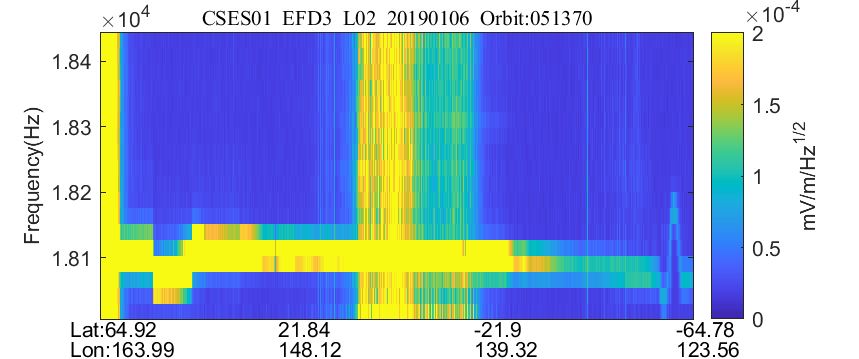 ×10⁴ CSES01 EFD3 L02 20190106 Orbit:051370 ×10⁻⁴
1.84
1.83
1.82
1.81
Frequency(Hz)
2
1.5
1
0.5
0
mV/m/Hz^1/2
Lat:64.92 21.84 -21.9 -64.78
Lon:163.99 148.12 139.32 123.56